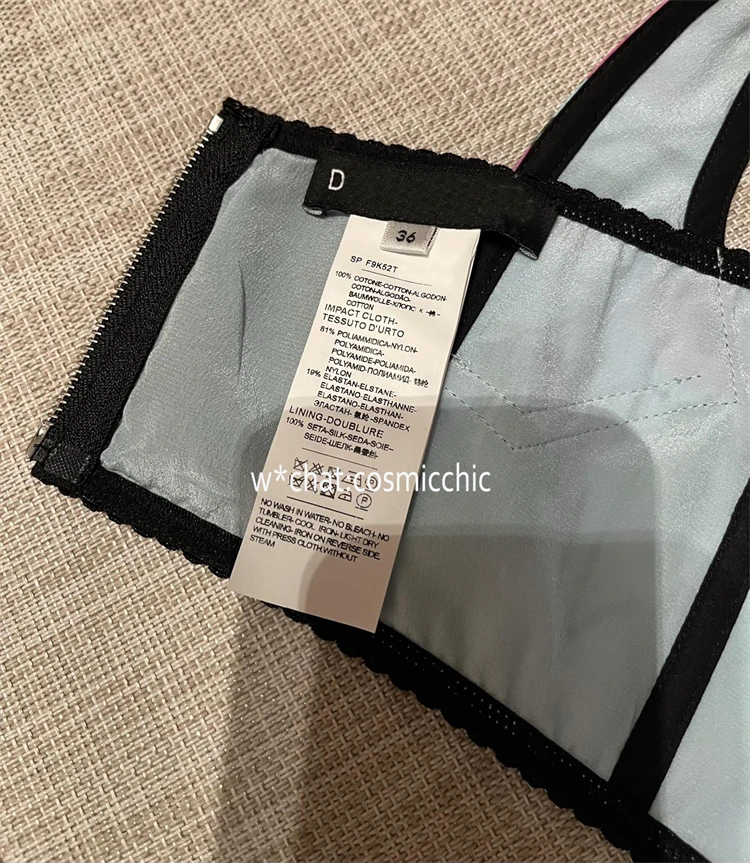 D
36
SP F9K52T
100% COTONE-COTTON-ALGODON-
COTON-ALGODÃO-
BAUMWOLLE-ХЛОПС К -棉-
COTTON
IMPACT CLOTH-
TESSUTO D'URTO
81% POLIAMMIDICA-NYLON-
POLYAMIDICA-
POLYAMIDE-POLIAMIDA-
POLYAMID-ПОЛИАМИД-
NYLON
19% ELASTAN-ELSTANE-
ELASTANO-ELASTHANNE-
ELASTANO-ELASTHAN-
ЭЛАСТАН- -SPANDEX
LINING-DOUBLURE
100% SETA-SILK-SEDA-SOIE-
SEIDE-ШЕЛК-
w*chat:cosmicchic
P
NO WASH IN WATER-NO BLEACH-NO
TUMBLER-COOL IRON-LIGHT DRY
CLEANING-IRON ON REVERSE SIDE
WITH PRESS CLOTH,WITHOUT
STEAM